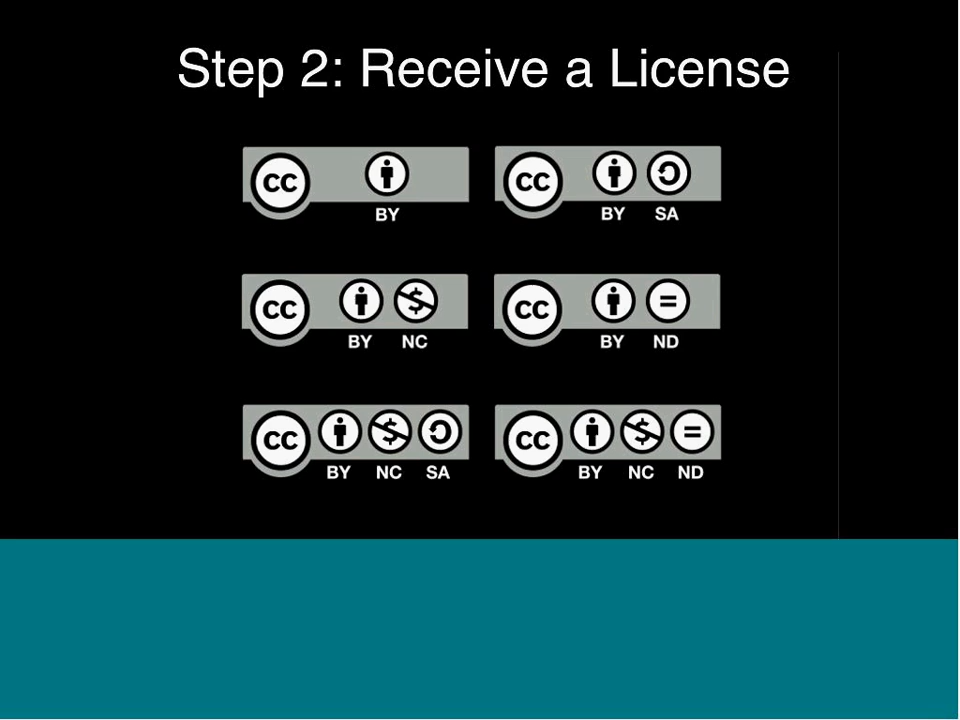 Step 2: Receive a License
CC BY
CC BY SA
CC BY NC
CC BY ND
CC BY NC SA
CC BY NC ND